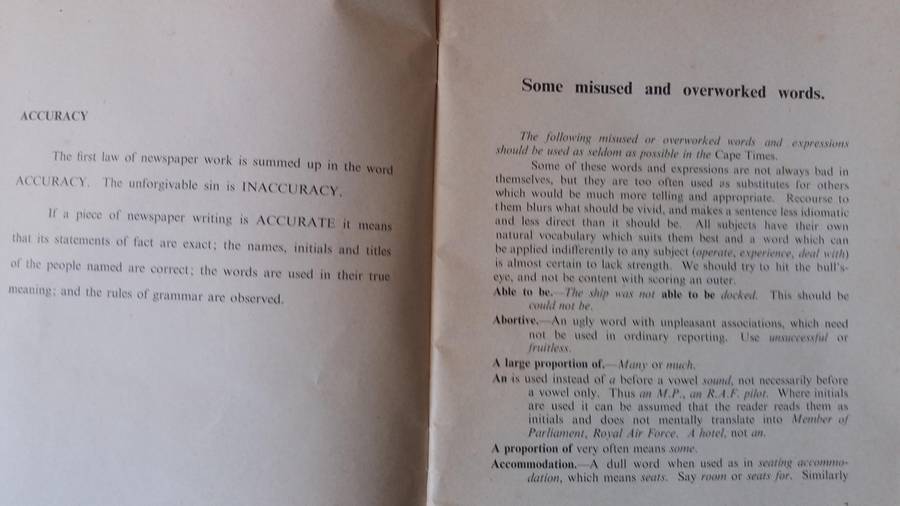 ACCURACY
The first law of newspaper work is summed up in the word
ACCURACY. The unforgivable sin is INACCURACY.
If a piece of newspaper writing is ACCURATE it means
that its statements of fact are exact; the names, initials and titles
of the people named are correct; the words are used in their true
meaning; and the rules of grammar are observed.
Some misused and overworked words.
The following misused or overworked words and expressions
should be used as seldom as possible in the Cape Times.
Some of these words and expressions are not always bad in
themselves, but they are too often used as substitutes for others
which would be much more telling and appropriate. Recourse to
them blurs what should be vivid, and makes a sentence less idiomatic
and less direct than it should be. All subjects have their own
natural vocabulary which suits them best and a word which can
be applied indifferently to any subject (operate, experience, deal with)
is almost certain to lack strength. We should try to hit the bull's-
eye, and not be content with scoring an outer.
Able to be.—The ship was not able to be docked. This should be
could not be.
Abortive.—An ugly word with unpleasant associations, which need
not be used in ordinary reporting. Use unsuccessful or
fruitless.
A large proportion of.—Many or much.
An is used instead of a before a vowel sound, not necessarily before
a vowel only. Thus an M.P., an R.A.F. pilot. Where initials
are used it can be assumed that the reader reads them as
initials and does not mentally translate into Member of
Parliament, Royal Air Force. A hotel, not an.
A proportion of very often means some.
Accommodation.—A dull word when used as in seating accommo-
dation, which means seats. Say room or seats for. Similarly